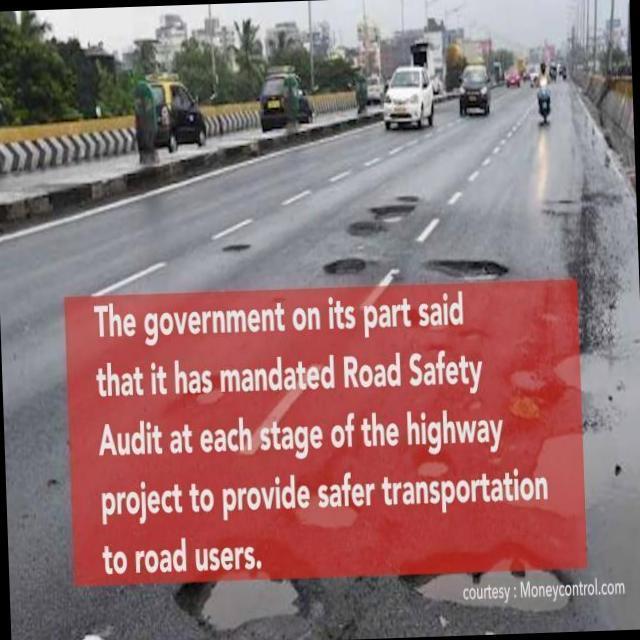 The government on its part said
that it has mandated Road Safety
Audit at each stage of the highway
project to provide safer transportation
to road users.
courtesy : Moneycontrol.com